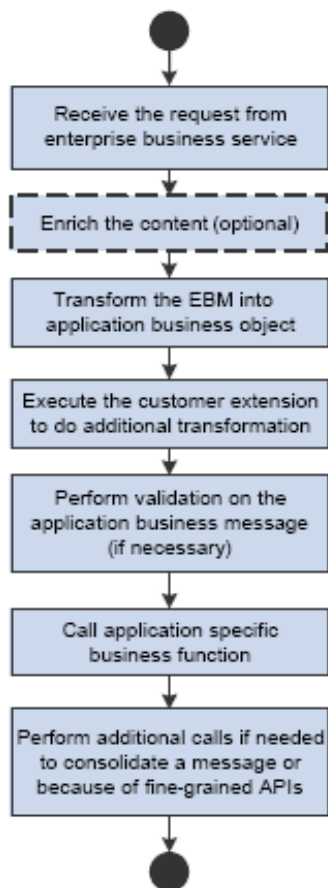 Receive the request from
enterprise business service
Enrich the content (optional)
Transform the EBM into
application business object
Execute the customer extension
to do additional transformation
Perform validation on the
application business message
(if necessary)
Call application specific
business function
Perform additional calls if needed
to consolidate a message or
because of fine-grained APIs